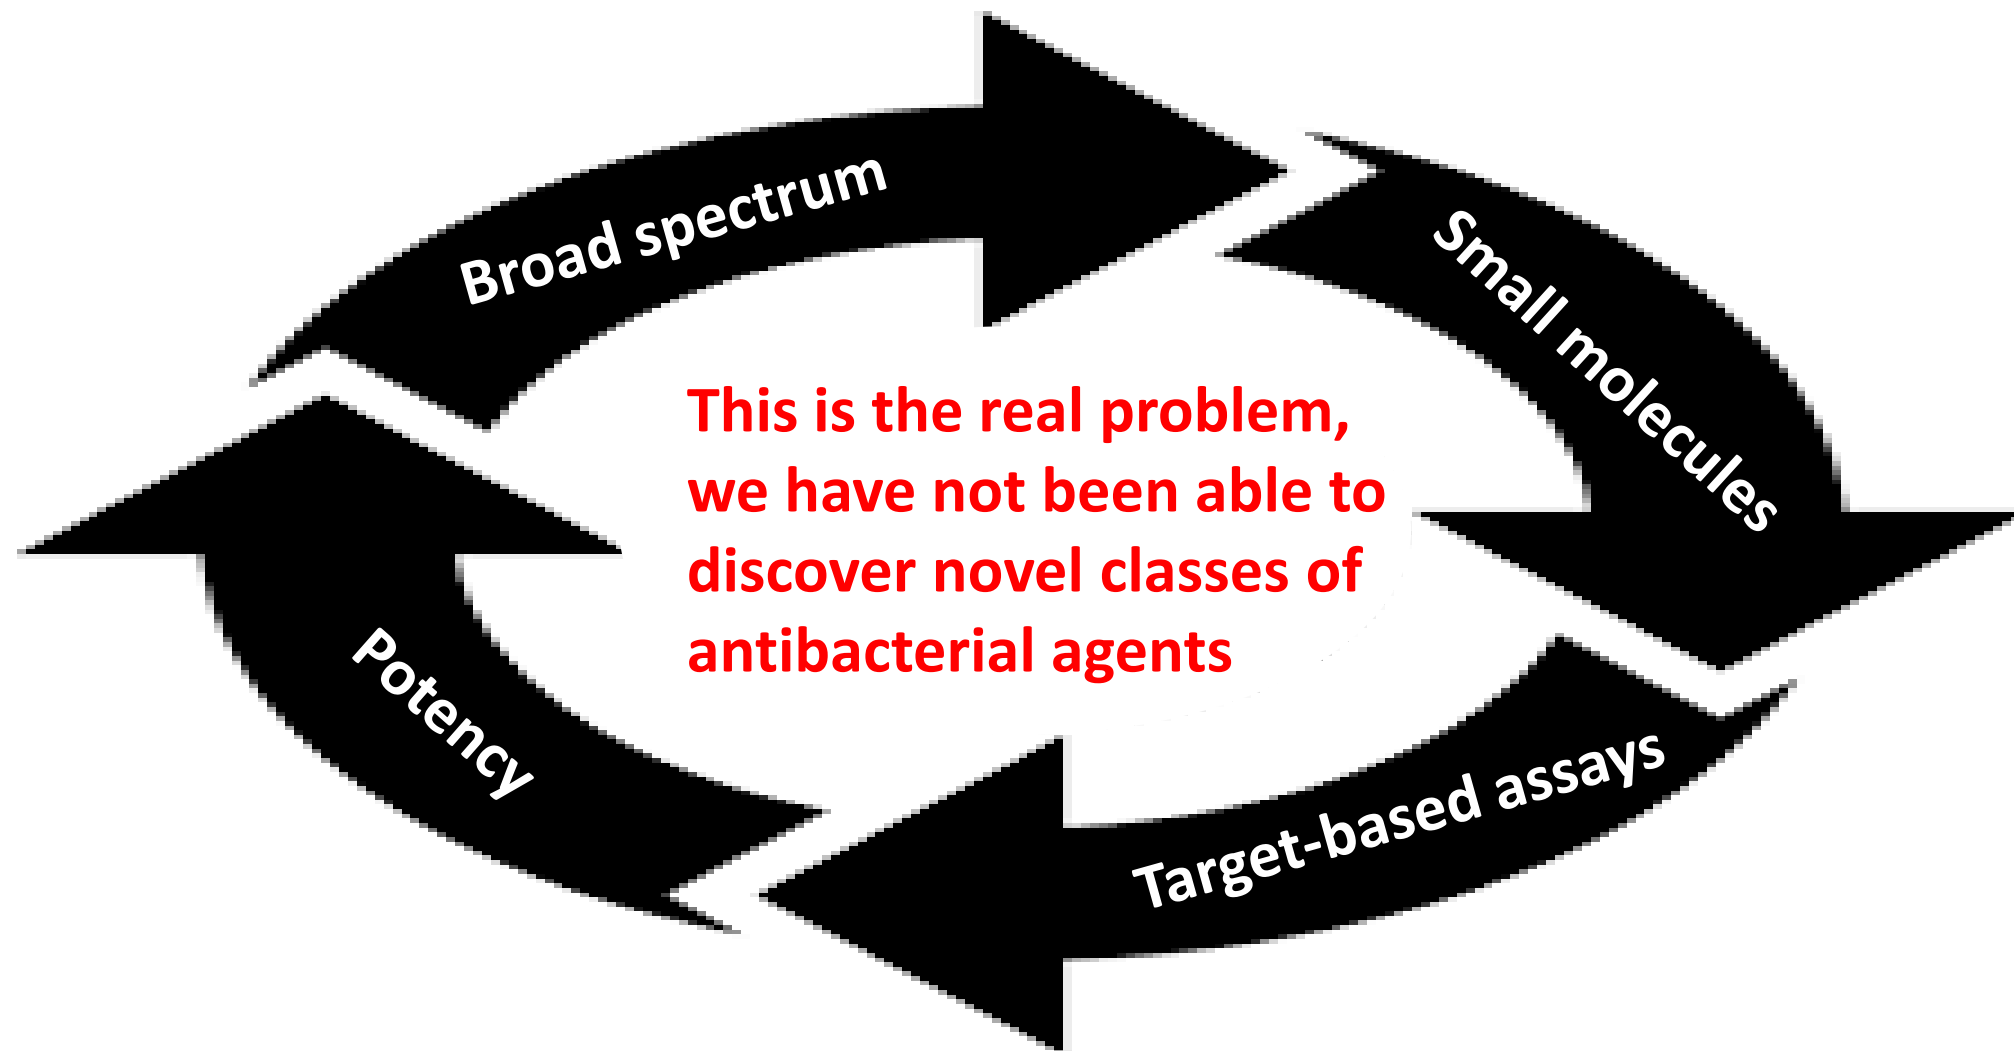 Broad spectrum
Small molecules
This is the real problem,
we have not been able to
discover novel classes of
antibacterial agents
Potency
Target-based assays